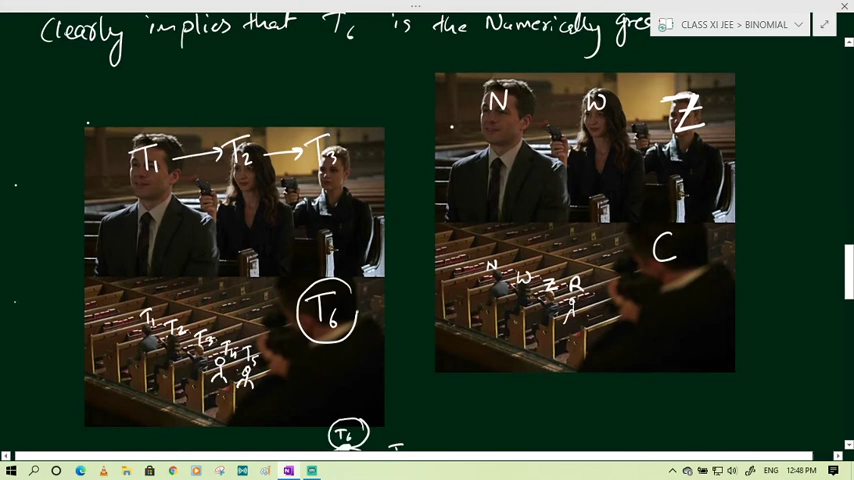 Clearly implies that T6 is the Numerically grea
CLASS XI JEE > BINOMIAL
N W Z
T1 → T2 → T3
C
N W Z R
T6
T1 T2 T3 T4 T5
T6
T
ENG 12:48 PM